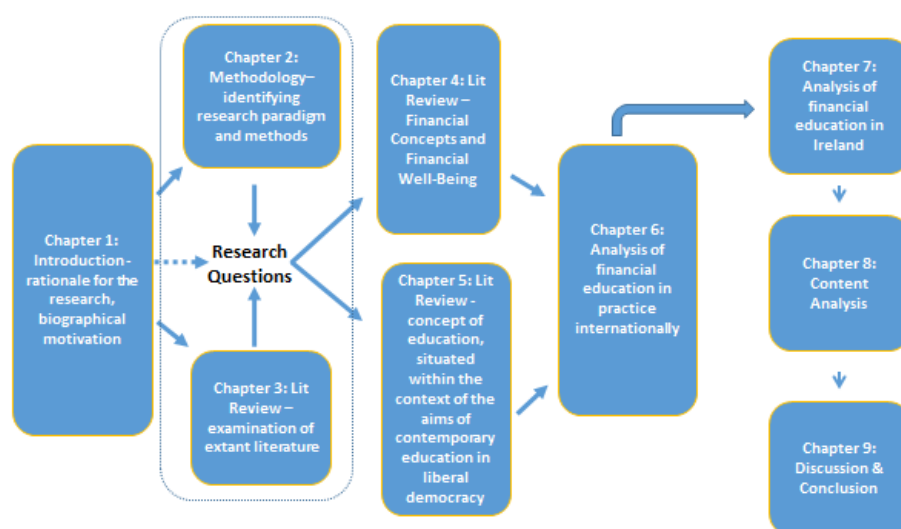 Chapter 1:
Introduction-
rationale for the
research,
biographical
motivation
Chapter 2:
Methodology–
identifying
research paradigm
and methods
Research
Questions
Chapter 3: Lit
Review –
examination of
extant literature
Chapter 4: Lit
Review –
Financial
Concepts and
Financial
Well-Being
Chapter 5: Lit
Review -
concept of
education,
situated
within the
context of the
aims of
contemporary
education in
liberal
democracy
Chapter 6:
Analysis of
financial
education in
practice
internationally
Chapter 7:
Analysis of
financial
education in
Ireland
Chapter 8:
Content
Analysis
Chapter 9:
Discussion &
Conclusion